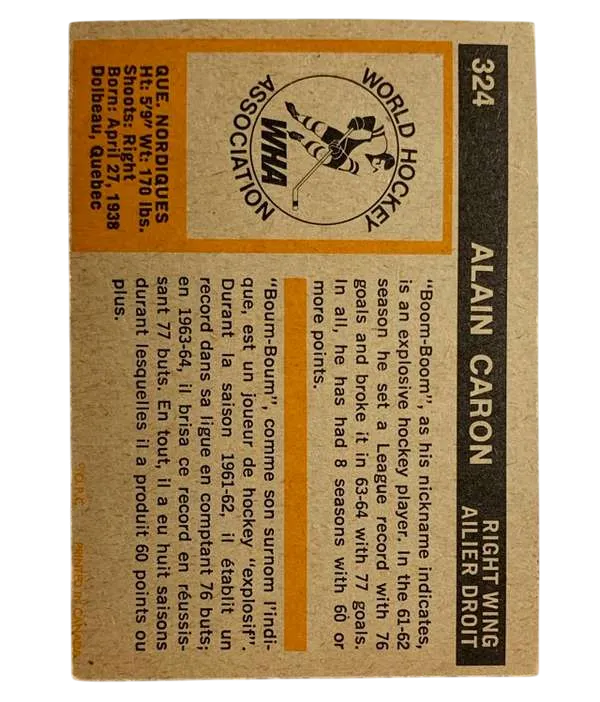 324 ALAIN CARON RIGHT WING
AILIER DROIT
WORLD HOCKEY
ASSOCIATION
WHA
QUE. NORDIQUES
Ht: 5'9" Wt: 170 lbs.
Shoots: Right
Born: April 27, 1938
Dolbeau, Quebec
"Boom-Boom", as his nickname indicates,
is an explosive hockey player. In the 61-62
season he set a League record with 76
goals and broke it in 63-64 with 77 goals.
In all, he has had 8 seasons with 60 or
more points.
"Boum-Boum", comme son surnom l'indi-
que, est un joueur de hockey "explosif".
Durant la saison 1961-62, il établit un
record dans sa ligue en comptant 76 buts;
en 1963-64, il brisa ce record en réussis-
sant 77 buts. En tout, il a eu huit saisons
durant lesquelles il a produit 60 points ou
plus.
PRINTED IN CANADA